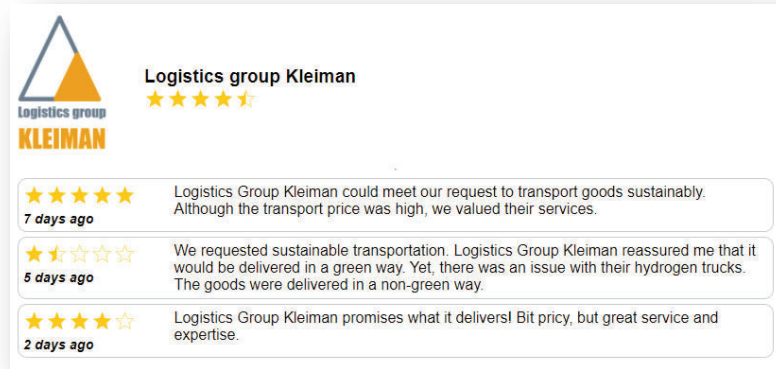 Logistics group Kleiman
Logistics group
KLEIMAN
Logistics Group Kleiman could meet our request to transport goods sustainably.
Although the transport price was high, we valued their services.
7 days ago
We requested sustainable transportation. Logistics Group Kleiman reassured me that it
would be delivered in a green way. Yet, there was an issue with their hydrogen trucks.
The goods were delivered in a non-green way.
5 days ago
Logistics Group Kleiman promises what it delivers! Bit pricy, but great service and
expertise.
2 days ago